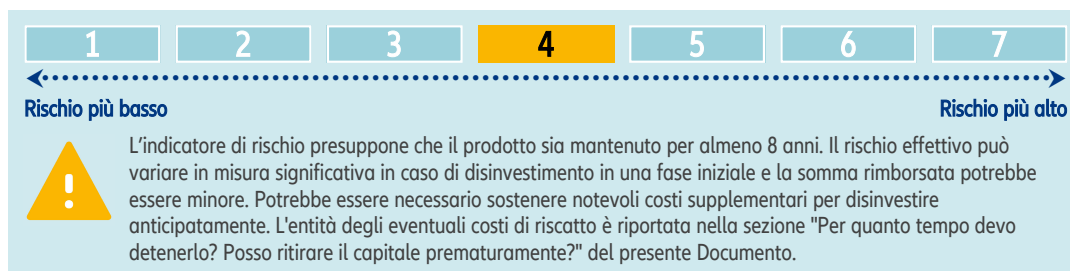 1 2 3 4 5 6 7
Rischio più basso Rischio più alto
L'indicatore di rischio presuppone che il prodotto sia mantenuto per almeno 8 anni. Il rischio effettivo può
variare in misura significativa in caso di disinvestimento in una fase iniziale e la somma rimborsata potrebbe
essere minore. Potrebbe essere necessario sostenere notevoli costi supplementari per disinvestire
anticipatamente. L'entità degli eventuali costi di riscatto è riportata nella sezione "Per quanto tempo devo
detenerlo? Posso ritirare il capitale prematuramente?" del presente Documento.